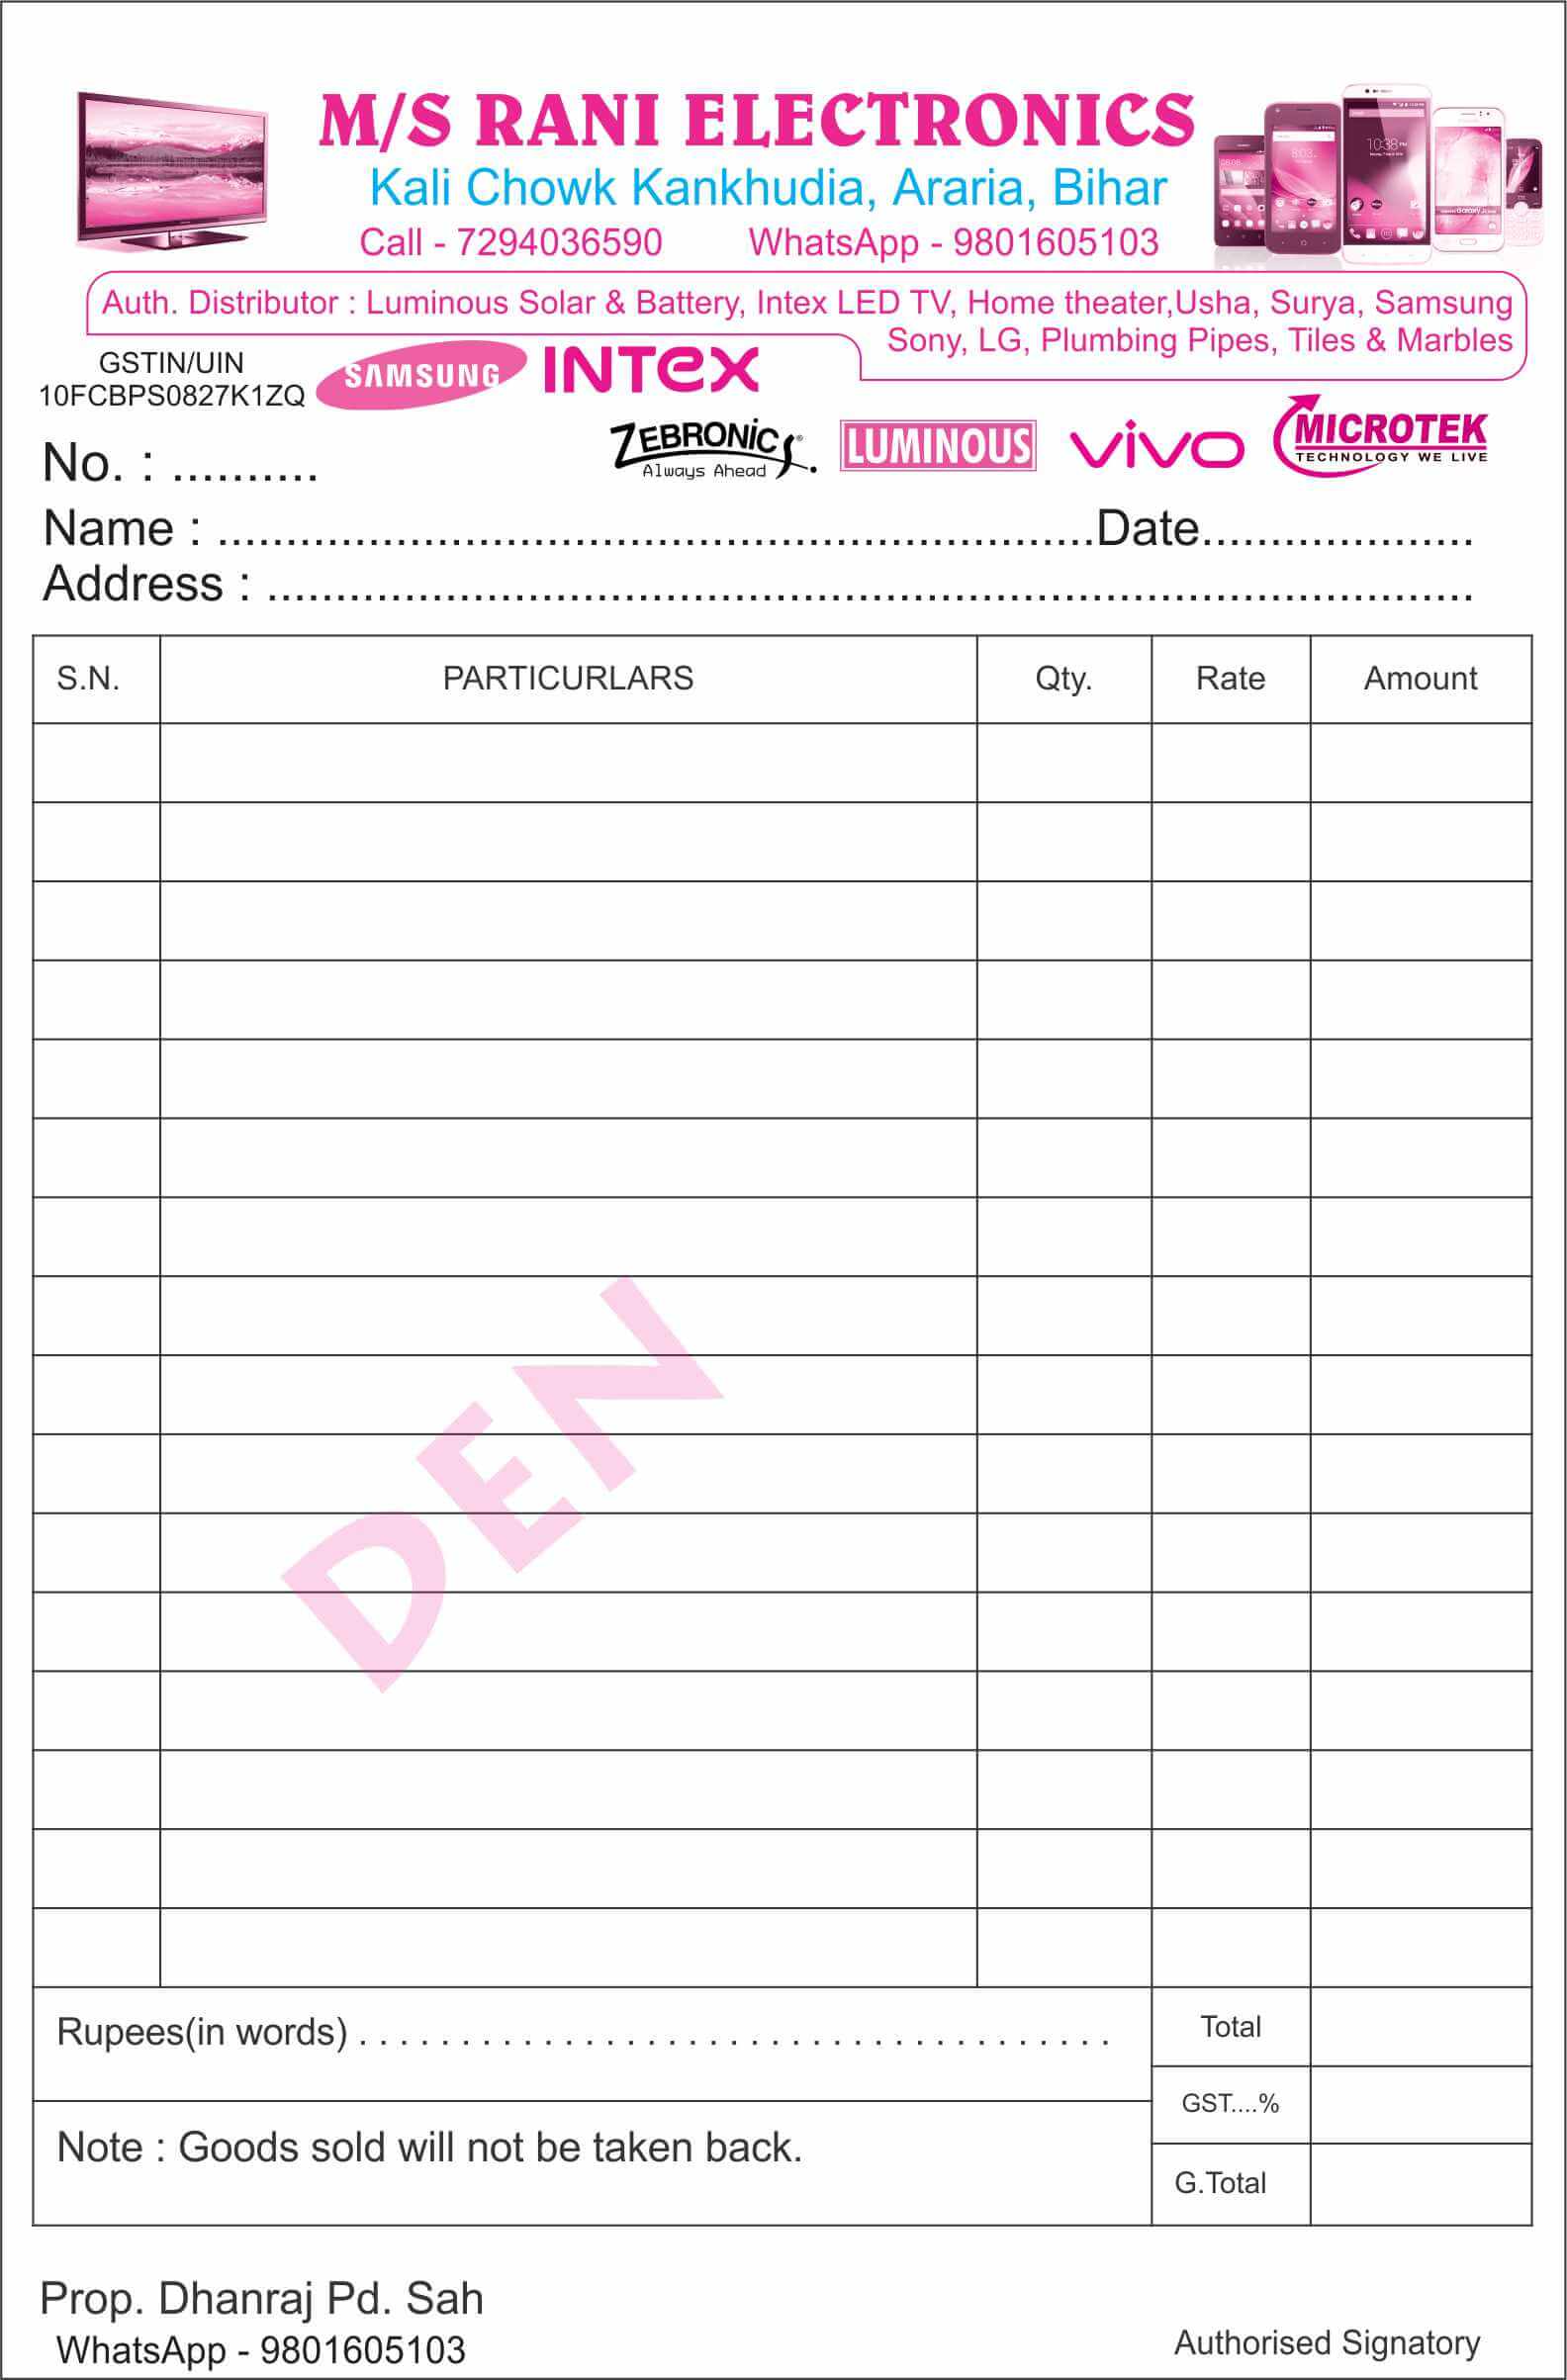 M/S RANI ELECTRONICS
Kali Chowk Kankhudia, Araria, Bihar
Call - 7294036590 WhatsApp - 9801605103
Auth. Distributor : Luminous Solar & Battery, Intex LED TV, Home theater,Usha, Surya, Samsung
Sony, LG, Plumbing Pipes, Tiles & Marbles
GSTIN/UIN
10FCBPS0827K1ZQ
SAMSUNG INTEX
ZEBRONICS
Always Ahead
LUMINOUS
vivo
MICROTEK
TECHNOLOGY WE LIVE
No. : ..........
Name : ................................................................Date....................
Address : ........................................................................................
S.N. PARTICURLARS Qty. Rate Amount
DEN
Rupees(in words) . . . . . . . . . . . . . . . . . . . . . . . . . . . . . . . . . . . . .
Total
GST....%
Note : Goods sold will not be taken back.
G.Total
Prop. Dhanraj Pd. Sah
WhatsApp - 9801605103
Authorised Signatory